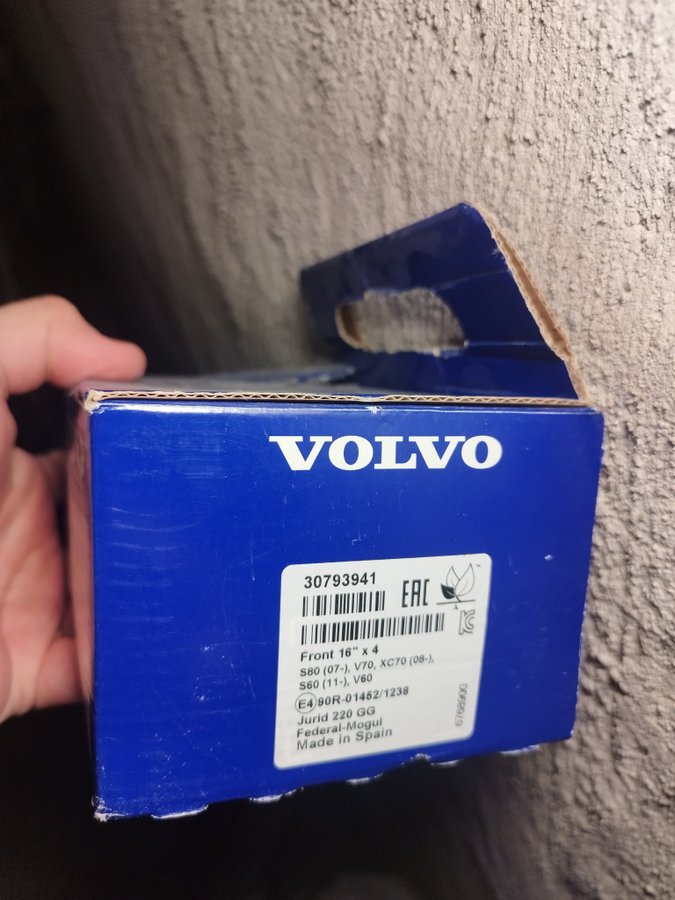 VOLVO
30793941
EAC
Front 16" x 4
S80 (07-), V70, XC70 (08-),
S60 (11-), V60
E4 90R-01452/1238
Jurid 220 GG
Federal-Mogul
Made in Spain